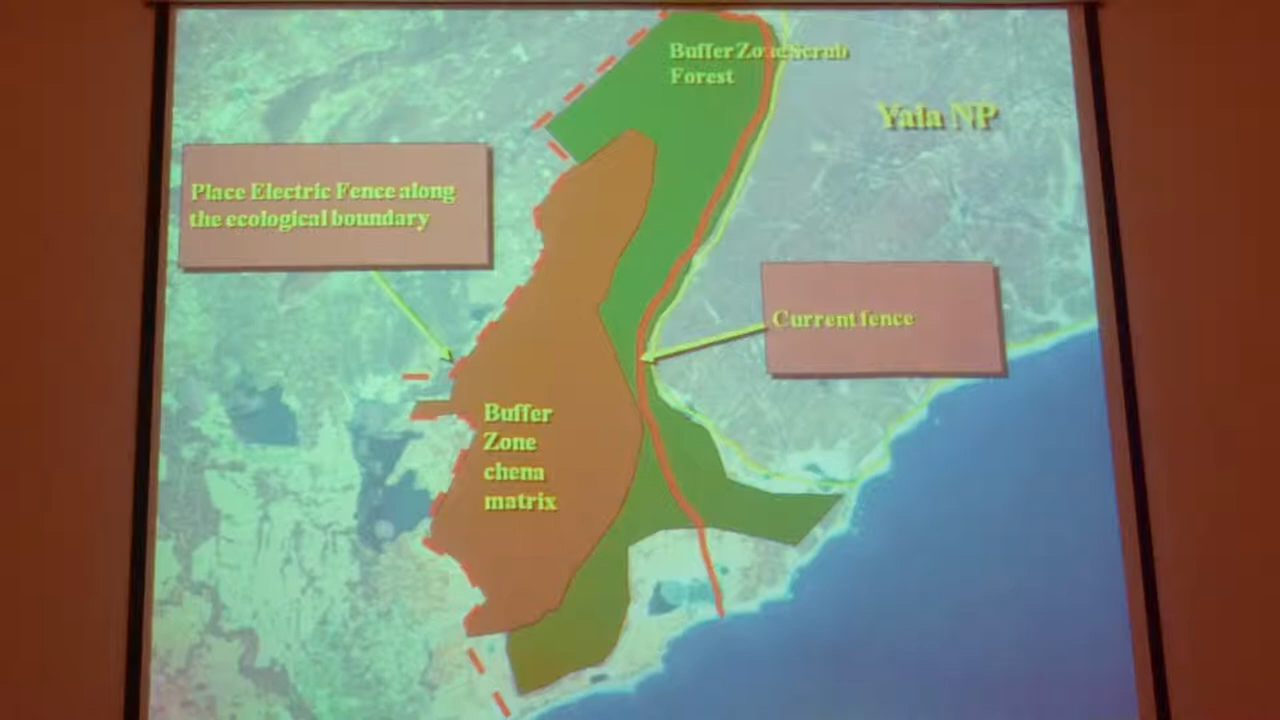 Buffer Zone Scrub
Forest
Yala NP
Place Electric Fence along
the ecological boundary
Current fence
Buffer
Zone
chena
matrix